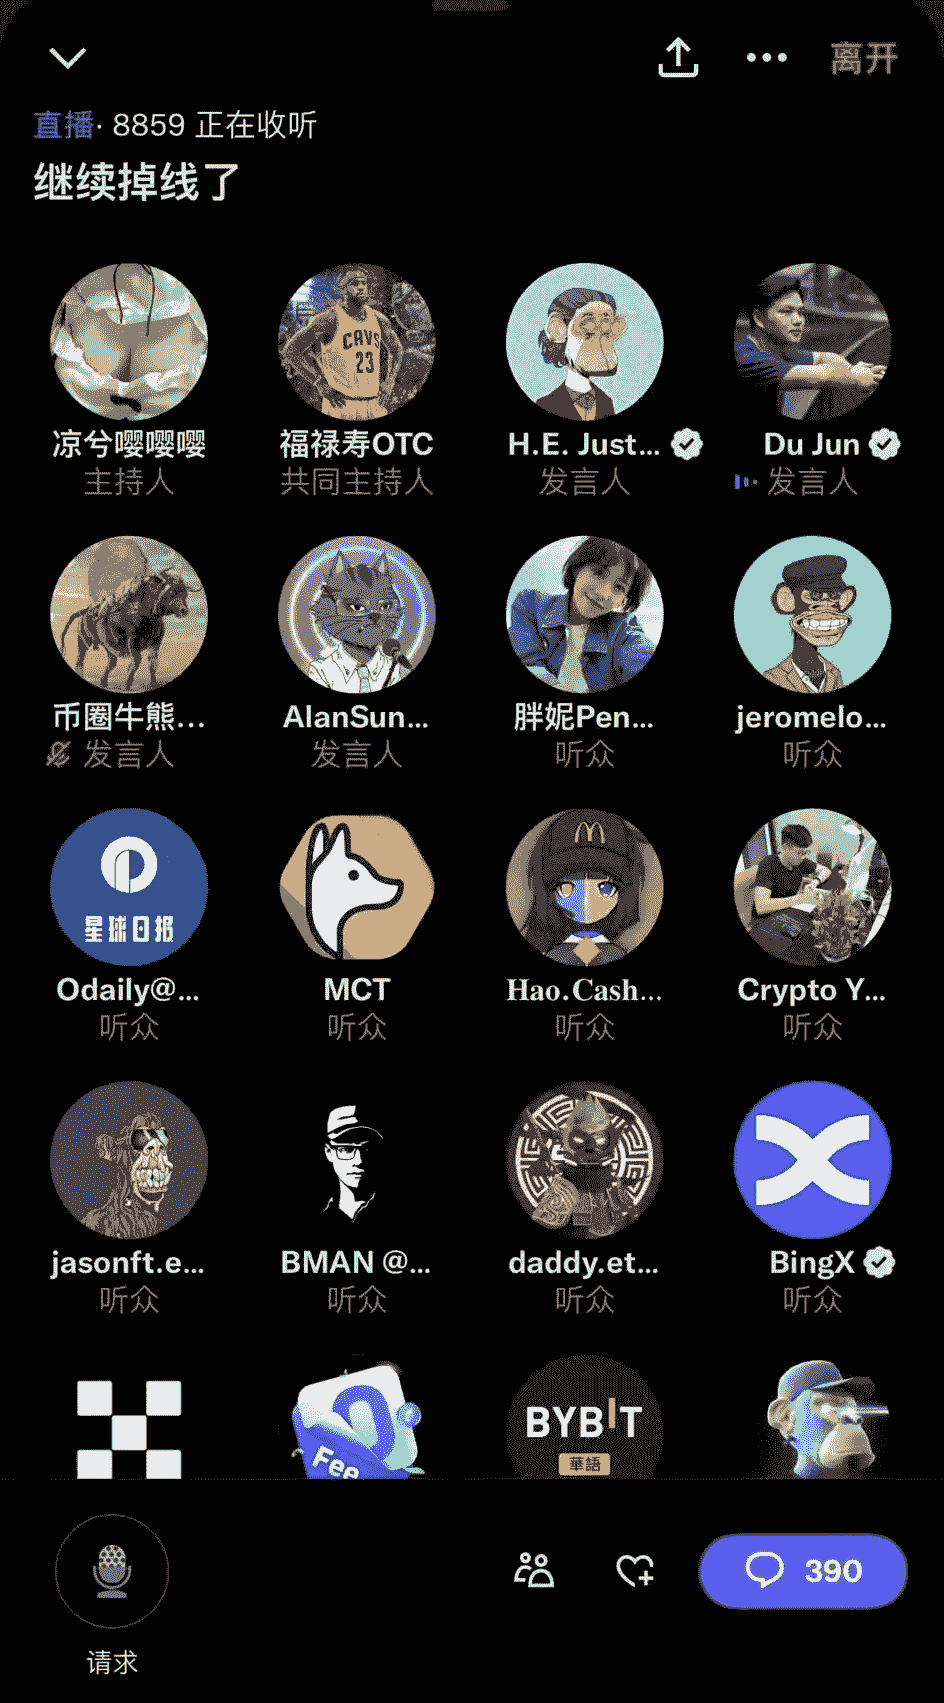 离开
直播· 8859 正在收听
继续掉线了
CAVS
23
凉兮嘤嘤嘤 福禄寿OTC H.E. Just... Du Jun
主持人 共同主持人 发言人 发言人
币圈牛熊... AlanSun... 胖妮Pen... jeromelo...
发言人 发言人 听众 听众
星球日报
Odaily@... MCT Hao.Cash... Crypto Y...
听众 听众 听众 听众
jasonft.e... BMAN @... daddy.et... BingX
听众 听众 听众 听众
Fee BYBIT
華語
390
请求